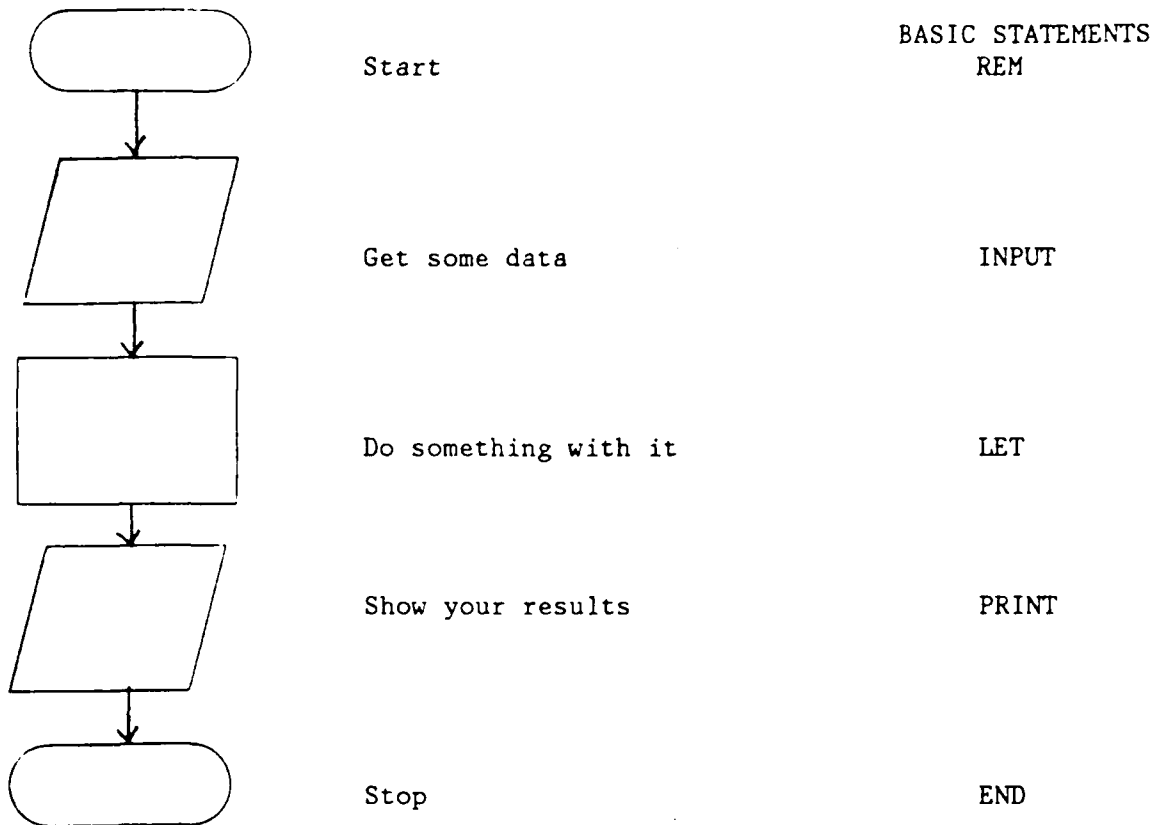 BASIC STATEMENTS
Start REM
Get some data INPUT
Do something with it LET
Show your results PRINT
Stop END